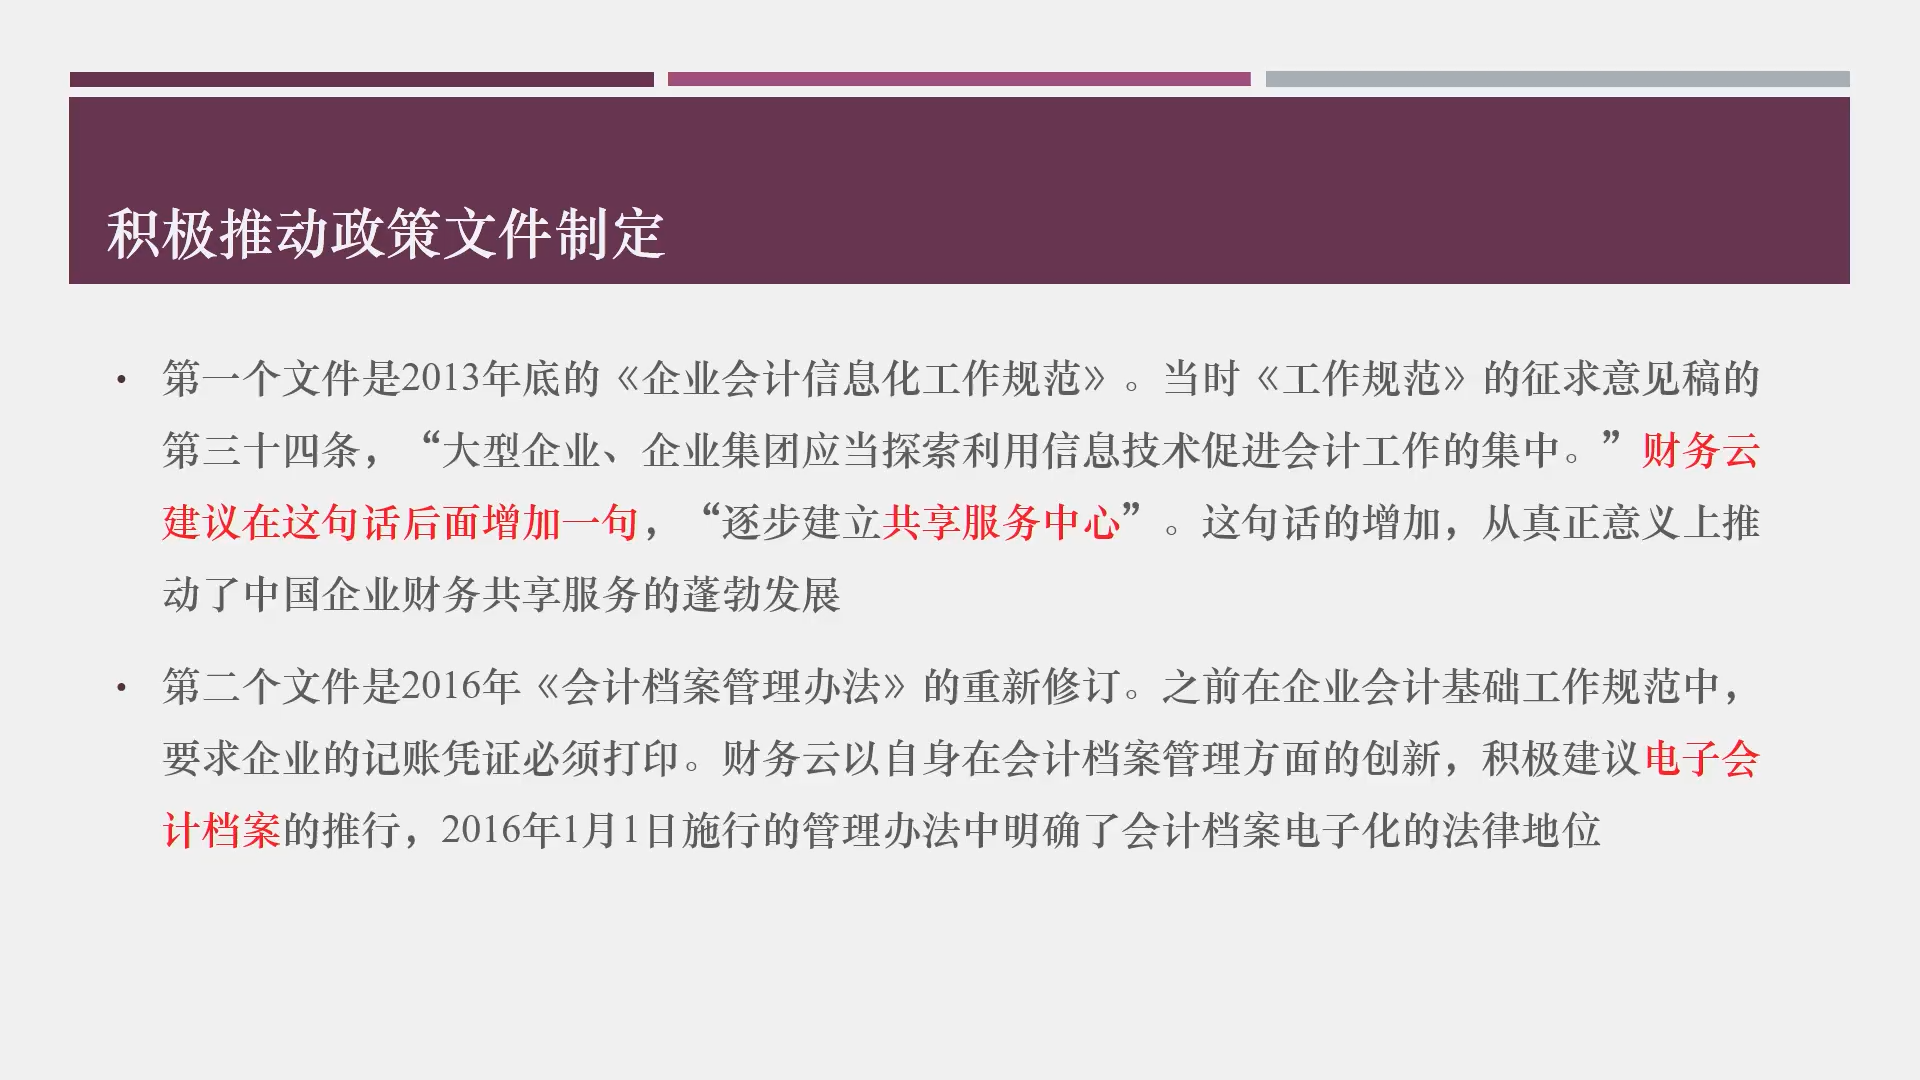 积极推动政策文件制定
• 第一个文件是2013年底的《企业会计信息化工作规范》。当时《工作规范》的征求意见稿的
第三十四条，“大型企业、企业集团应当探索利用信息技术促进会计工作的集中。”财务云
建议在这句话后面增加一句，“逐步建立共享服务中心”。这句话的增加，从真正意义上推
动了中国企业财务共享服务的蓬勃发展
• 第二个文件是2016年《会计档案管理办法》的重新修订。之前在企业会计基础工作规范中，
要求企业的记账凭证必须打印。财务云以自身在会计档案管理方面的创新，积极建议电子会
计档案的推行，2016年1月1日施行的管理办法中明确了会计档案电子化的法律地位